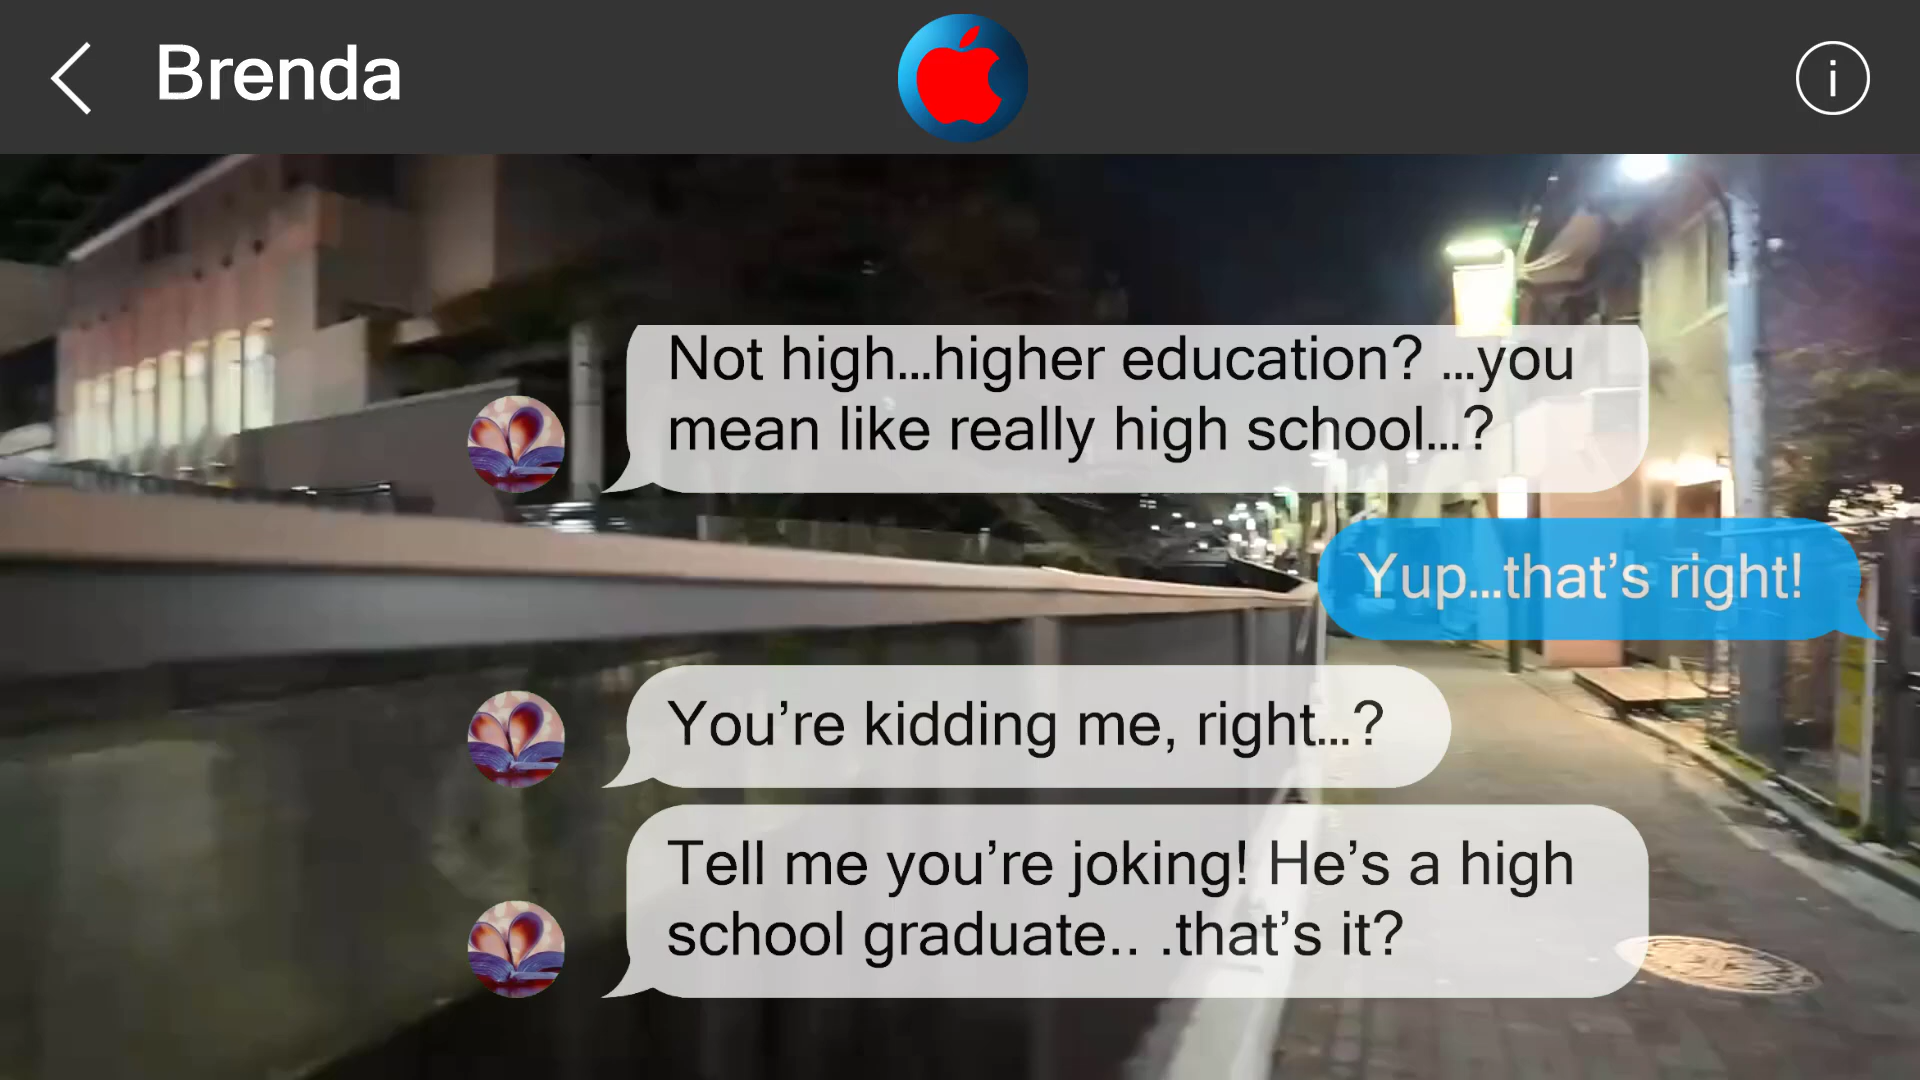 Brenda
Not high...higher education? ...you
mean like really high school...?
Yup...that’s right!
You’re kidding me, right...?
Tell me you’re joking! He’s a high
school graduate.. .that’s it?